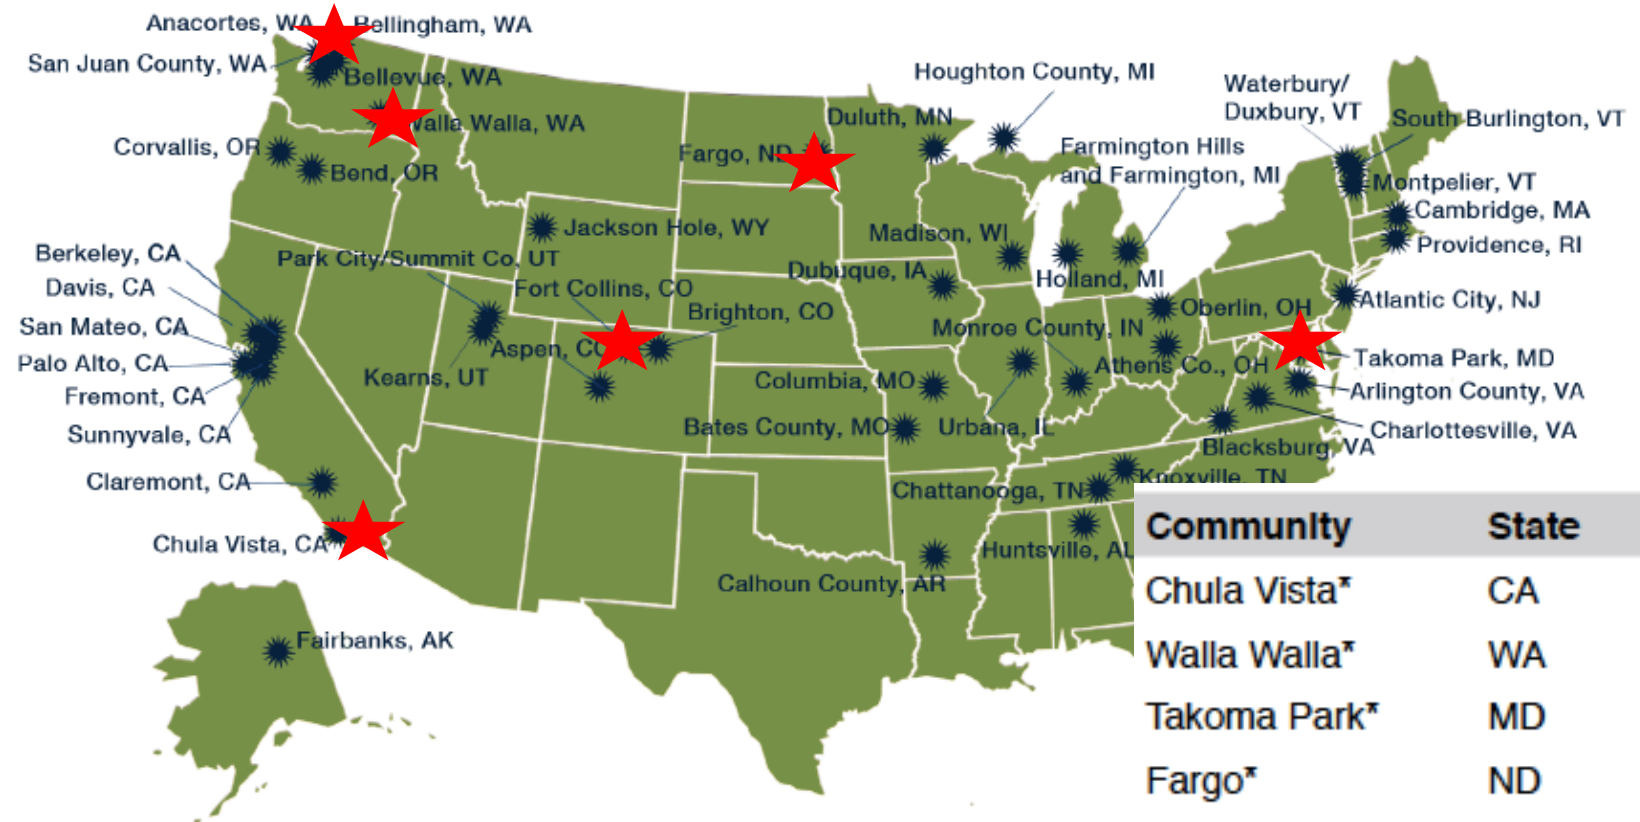 Anacortes, WA
Bellingham, WA
San Juan County, WA
Bellevue, WA
Walla Walla, WA
Corvallis, OR
Bend, OR
Fargo, ND
Duluth, MN
Houghton County, MI
Farmington Hills
and Farmington, MI
Waterbury/
Duxbury, VT
South Burlington, VT
Montpelier, VT
Cambridge, MA
Providence, RI
Jackson Hole, WY
Madison, WI
Berkeley, CA
Park City/Summit Co, UT
Dubuque, IA
Holland, MI
Davis, CA
Fort Collins, CO
Brighton, CO
Oberlin, OH
Atlantic City, NJ
San Mateo, CA
Monroe County, IN
Aspen, CO
Athens Co., OH
Takoma Park, MD
Palo Alto, CA
Kearns, UT
Columbia, MO
Arlington County, VA
Fremont, CA
Sunnyvale, CA
Bates County, MO
Urbana, IL
Charlottesville, VA
Blacksburg, VA
Claremont, CA
Knoxville, TN
Chattanooga, TN
Chula Vista, CA
Huntsville, AL
Calhoun County, AR
Fairbanks, AK
Community State
Chula Vista* CA
Walla Walla* WA
Takoma Park* MD
Fargo* ND